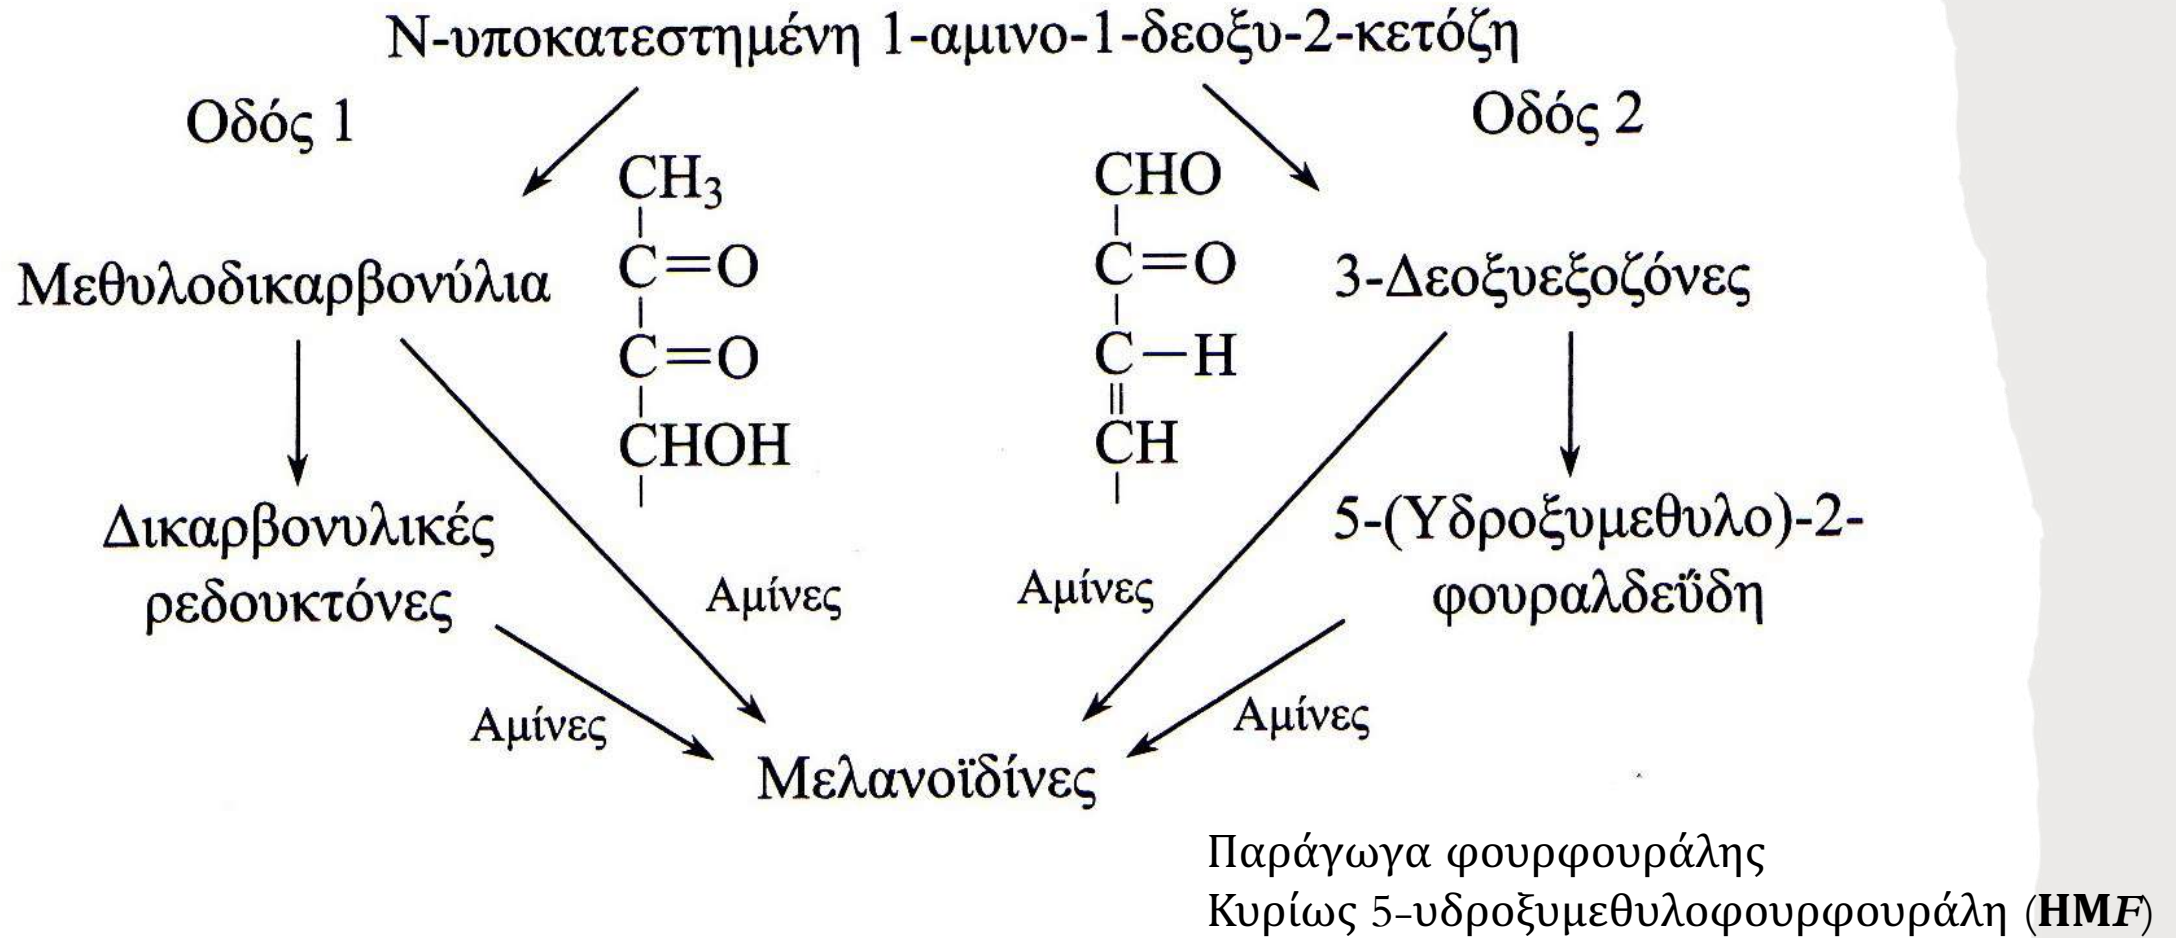 Ν-υποκατεστημένη 1-αμινο-1-δεοξυ-2-κετόζη
Οδός 1
Οδός 2
CH3
C=O
C=O
CHOH
CHO
C=O
C—H
CH
Μεθυλοδικαρβονύλια
3-Δεοξυεξοζόνες
Δικαρβονυλικές
ρεδουκτόνες
5-(Υδροξυμεθυλο)-2-
φουραλδεΰδη
Αμίνες
Αμίνες
Αμίνες
Αμίνες
Μελανοϊδίνες
Παράγωγα φουρφουράλης
Κυρίως 5-υδροξυμεθυλοφουρφουράλη (HMF)